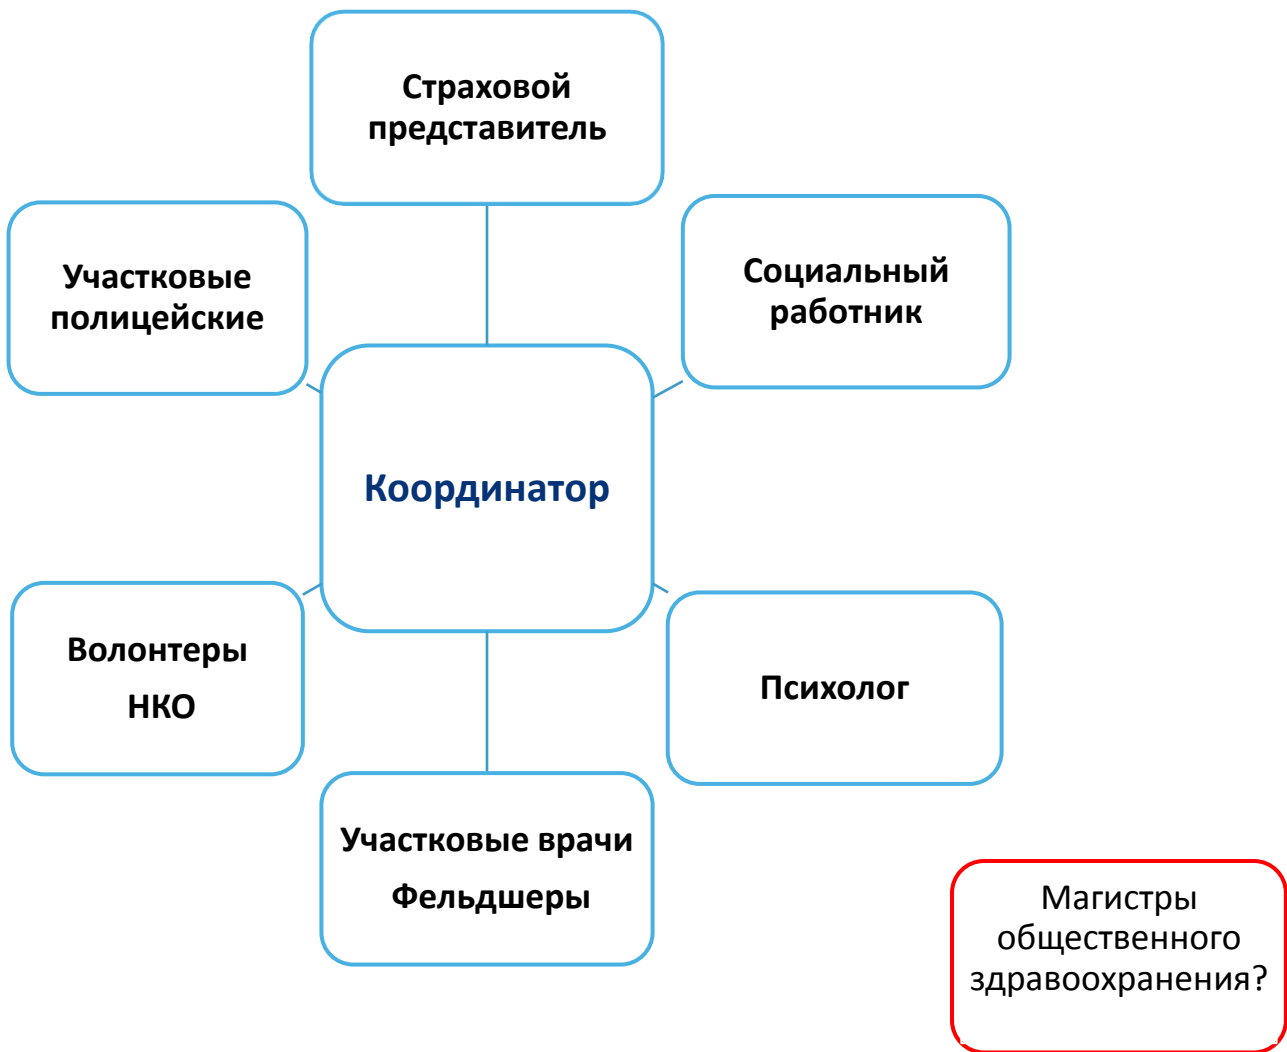 Страховой
представитель
Участковые
полицейские
Социальный
работник
Координатор
Волонтеры
НКО
Психолог
Участковые врачи
Фельдшеры
Магистры
общественного
здравоохранения?